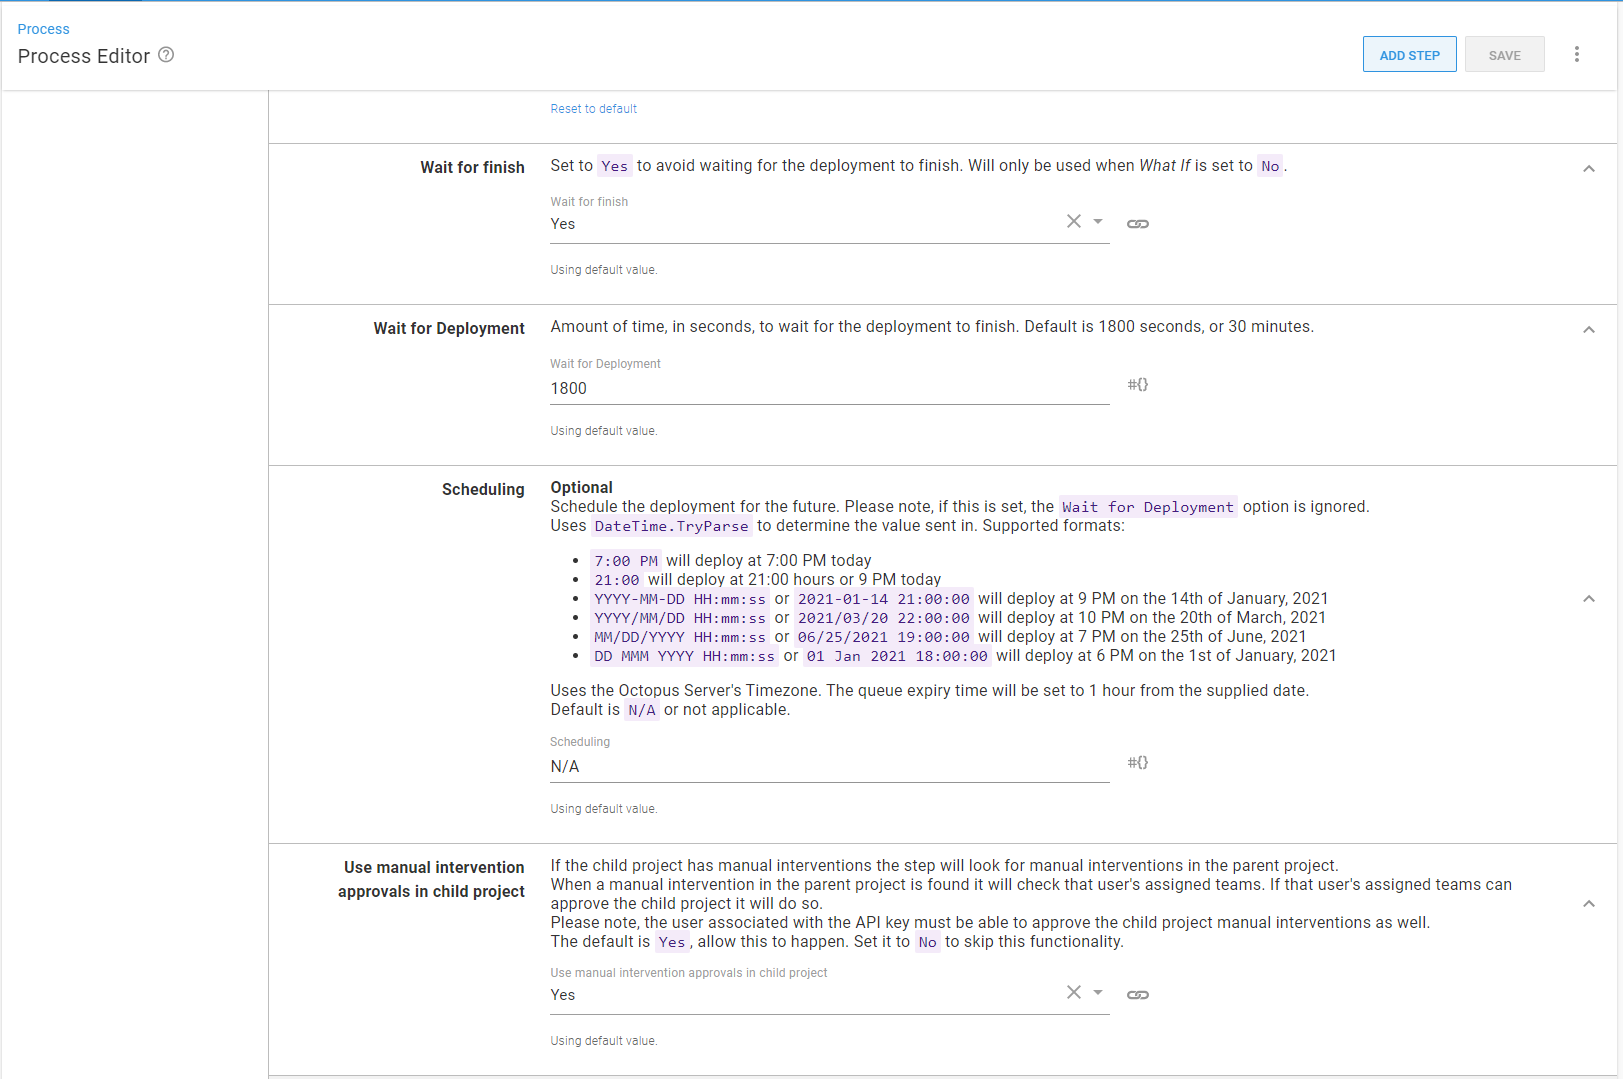 Process
Process Editor
ADD STEP
SAVE
Reset to default
Wait for finish
Set to Yes to avoid waiting for the deployment to finish. Will only be used when What If is set to No.
Wait for finish
Yes
Using default value.
Wait for Deployment
Amount of time, in seconds, to wait for the deployment to finish. Default is 1800 seconds, or 30 minutes.
Wait for Deployment
1800
#{}
Using default value.
Scheduling
Optional
Schedule the deployment for the future. Please note, if this is set, the Wait for Deployment option is ignored.
Uses DateTime.TryParse to determine the value sent in. Supported formats:
• 7:00 PM will deploy at 7:00 PM today
• 21:00 will deploy at 21:00 hours or 9 PM today
• YYYY-MM-DD HH:mm:ss or 2021-01-14 21:00:00 will deploy at 9 PM on the 14th of January, 2021
• YYYY/MM/DD HH:mm:ss or 2021/03/20 22:00:00 will deploy at 10 PM on the 20th of March, 2021
• MM/DD/YYYY HH:mm:ss or 06/25/2021 19:00:00 will deploy at 7 PM on the 25th of June, 2021
• DD MMM YYYY HH:mm:ss or 01 Jan 2021 18:00:00 will deploy at 6 PM on the 1st of January, 2021
Uses the Octopus Server's Timezone. The queue expiry time will be set to 1 hour from the supplied date.
Default is N/A or not applicable.
Scheduling
N/A
#{}
Using default value.
Use manual intervention
approvals in child project
If the child project has manual interventions the step will look for manual interventions in the parent project.
When a manual intervention in the parent project is found it will check that user's assigned teams. If that user's assigned teams can
approve the child project it will do so.
Please note, the user associated with the API key must be able to approve the child project manual interventions as well.
The default is Yes, allow this to happen. Set it to No to skip this functionality.
Use manual intervention approvals in child project
Yes
Using default value.